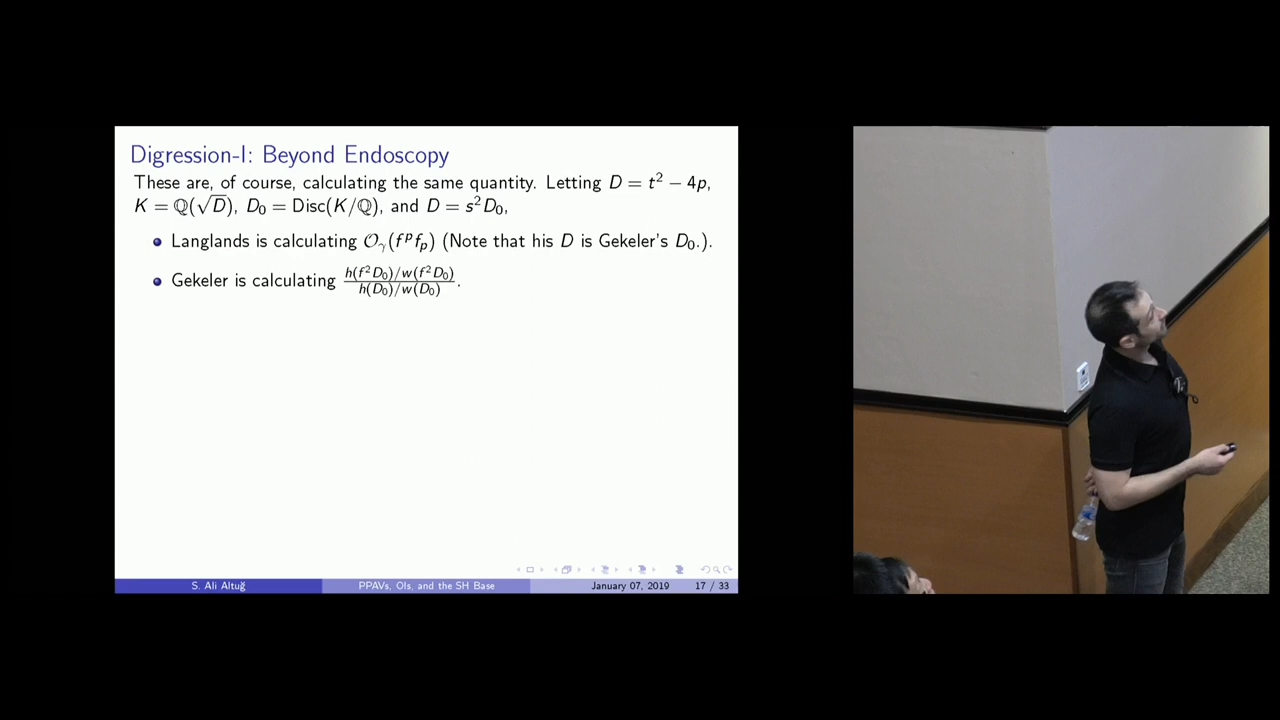 Digression-I: Beyond Endoscopy
These are, of course, calculating the same quantity. Letting D = t² − 4p,
K = ℚ(√D), D₀ = Disc(K/ℚ), and D = s²D₀,
• Langlands is calculating 𝒪_γ(f^p f_p) (Note that his D is Gekeler's D₀.).
• Gekeler is calculating (h(f²D₀)/w(f²D₀))/(h(D₀)/w(D₀)).
S. Ali Altuğ PPAVs, OIs, and the SH Base January 07, 2019 17 / 33